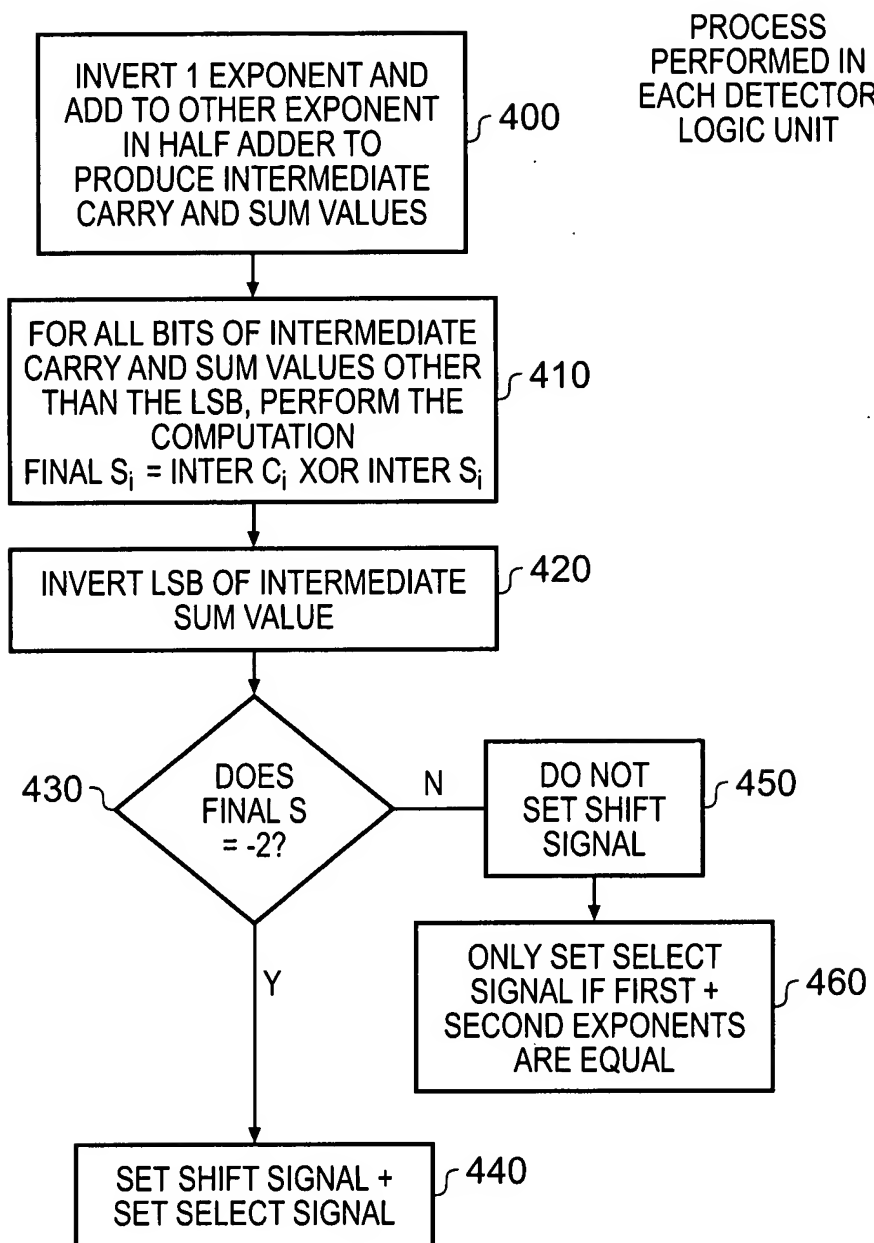 PROCESS
PERFORMED IN
EACH DETECTOR
LOGIC UNIT
INVERT 1 EXPONENT AND
ADD TO OTHER EXPONENT
IN HALF ADDER TO
PRODUCE INTERMEDIATE
CARRY AND SUM VALUES
400
FOR ALL BITS OF INTERMEDIATE
CARRY AND SUM VALUES OTHER
THAN THE LSB, PERFORM THE
COMPUTATION
FINAL Si = INTER Ci XOR INTER Si
410
INVERT LSB OF INTERMEDIATE
SUM VALUE
420
DOES
FINAL S
= -2?
430
N
DO NOT
SET SHIFT
SIGNAL
450
ONLY SET SELECT
SIGNAL IF FIRST +
SECOND EXPONENTS
ARE EQUAL
460
Y
SET SHIFT SIGNAL +
SET SELECT SIGNAL
440